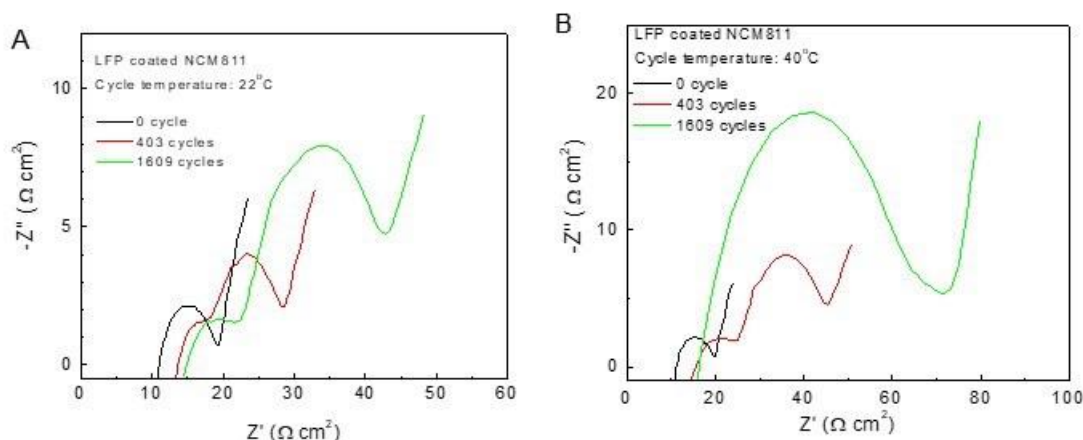 A
LFP coated NCM811
Cycle temperature: 22°C
0 cycle
403 cycles
1609 cycles
10
5
0
0 10 20 30 40 50 60
-Z" ( Ω cm²)
Z' ( Ω cm²)
B
LFP coated NCM811
Cycle temperature: 40°C
0 cycle
403 cycles
1609 cycles
20
10
0
0 20 40 60 80 100
-Z" ( Ω cm²)
Z' ( Ω cm²)